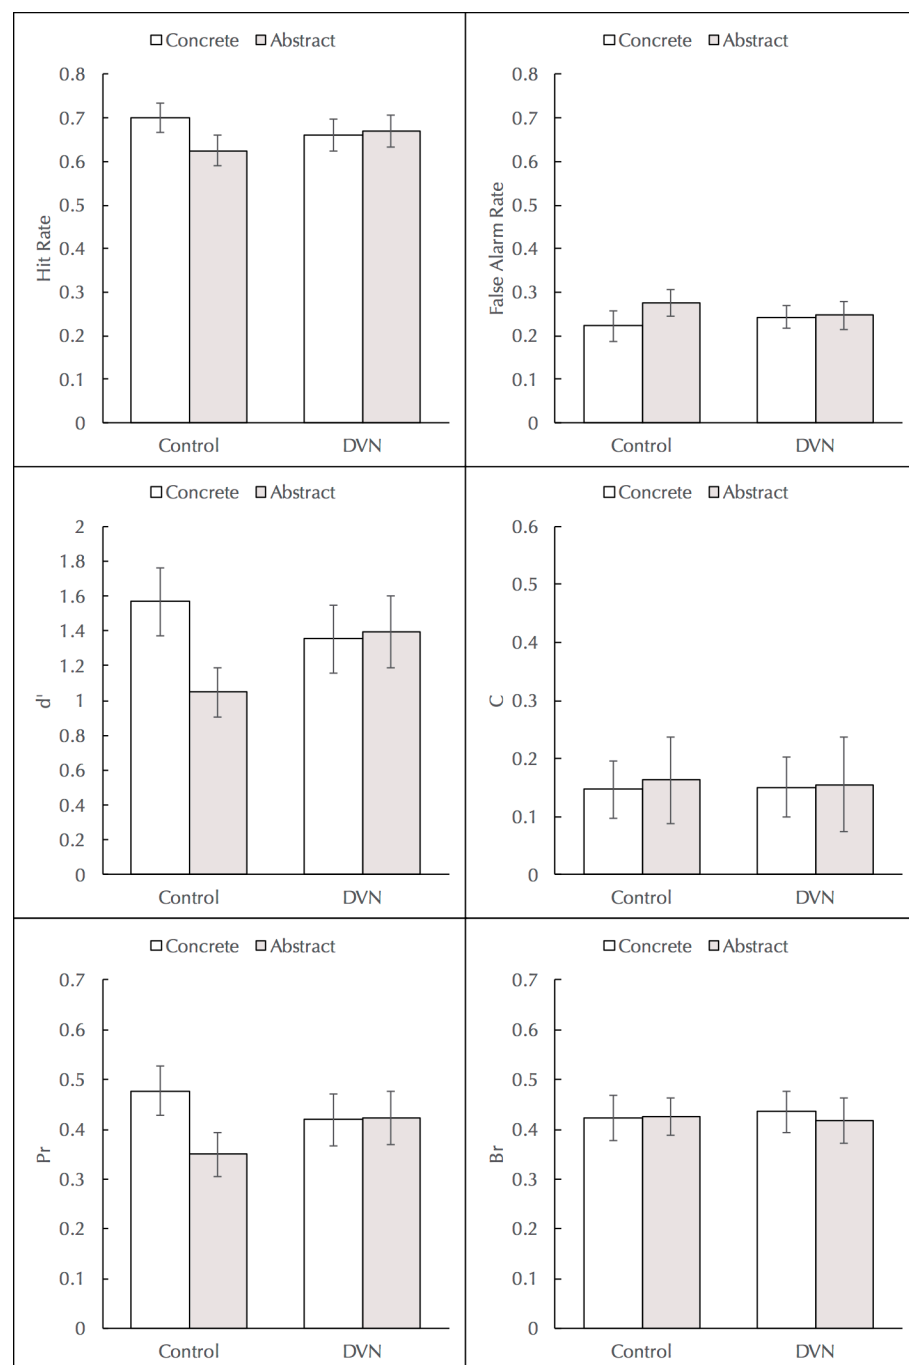 Concrete Abstract
0.8
0.7
0.6
0.5
0.4
0.3
0.2
0.1
0
Hit Rate
Control DVN
Concrete Abstract
0.8
0.7
0.6
0.5
0.4
0.3
0.2
0.1
0
False Alarm Rate
Control DVN
Concrete Abstract
2
1.8
1.6
1.4
1.2
1
0.8
0.6
0.4
0.2
0
d'
Control DVN
Concrete Abstract
0.6
0.5
0.4
0.3
0.2
0.1
0
C
Control DVN
Concrete Abstract
0.7
0.6
0.5
0.4
0.3
0.2
0.1
0
Pr
Control DVN
Concrete Abstract
0.7
0.6
0.5
0.4
0.3
0.2
0.1
0
Br
Control DVN